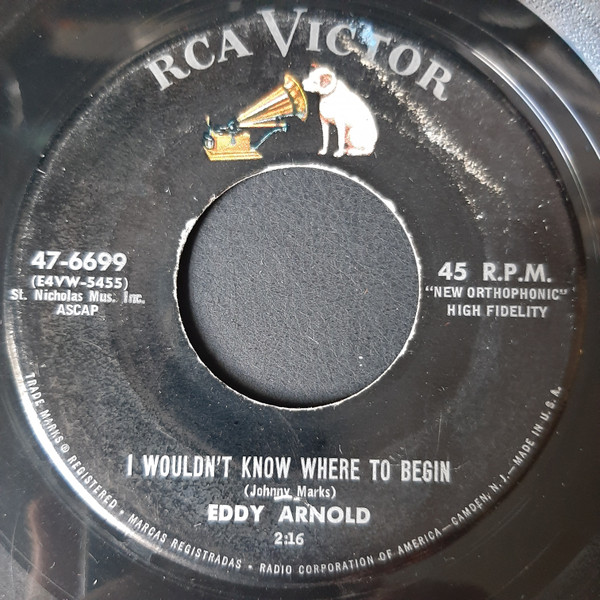 RCA VICTOR
47-6699
(E4VW-5455)
St. Nicholas Mus. Inc.
ASCAP
45 R.P.M.
"NEW ORTHOPHONIC"
HIGH FIDELITY
I WOULDN'T KNOW WHERE TO BEGIN
(Johnny Marks)
EDDY ARNOLD
2:16
TRADE MARKS ® REGISTERED • MARCAS REGISTRADAS • RADIO CORPORATION OF AMERICA—CAMDEN, N.J.—MADE IN U.S.A.